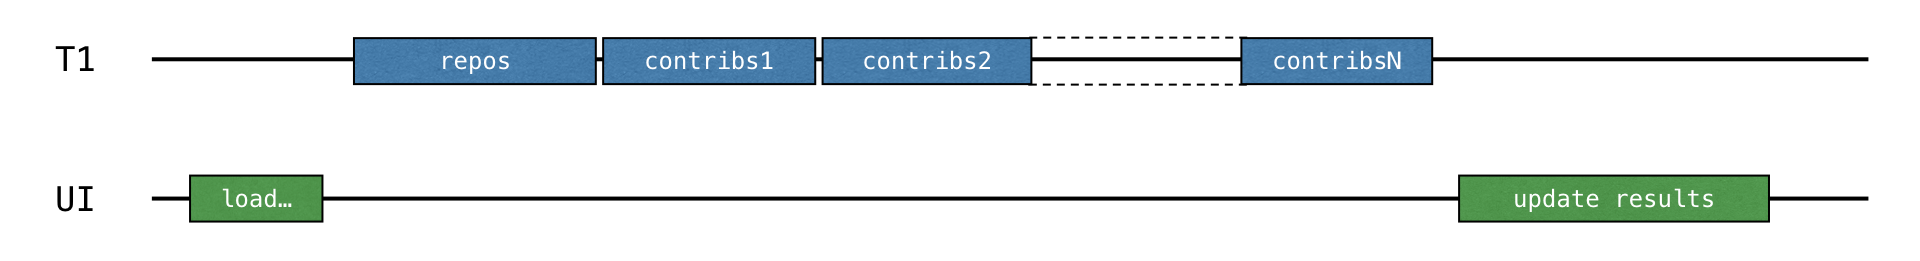 T1 repos contribs1 contribs2 contribsN
UI load… update results